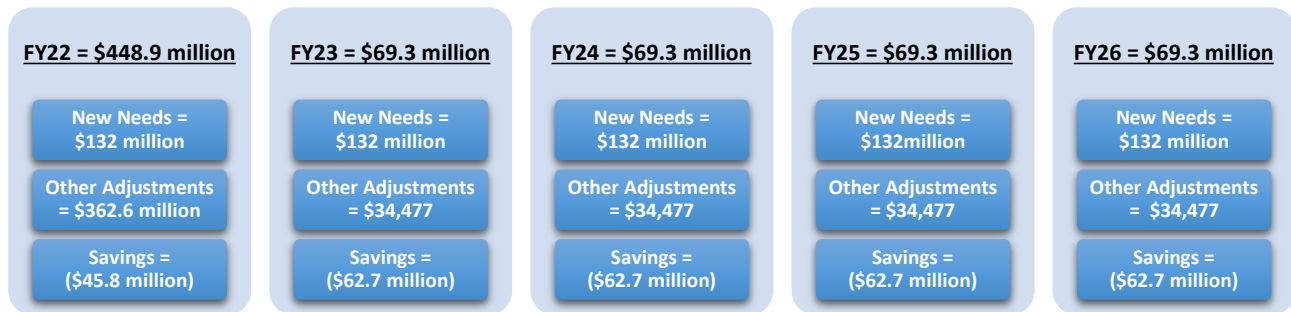 FY22 = $448.9 million
New Needs =
$132 million
Other Adjustments
= $362.6 million
Savings =
($45.8 million)
FY23 = $69.3 million
New Needs =
$132 million
Other Adjustments
= $34,477
Savings =
($62.7 million)
FY24 = $69.3 million
New Needs =
$132 million
Other Adjustments
= $34,477
Savings =
($62.7 million)
FY25 = $69.3 million
New Needs =
$132million
Other Adjustments
= $34,477
Savings =
($62.7 million)
FY26 = $69.3 million
New Needs =
$132 million
Other Adjustments
= $34,477
Savings =
($62.7 million)